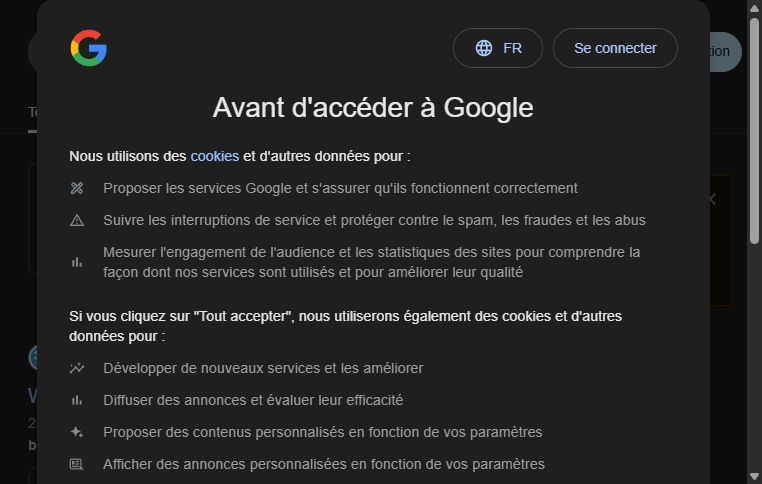 FR
Se connecter
Avant d'accéder à Google
Nous utilisons des cookies et d'autres données pour :
Proposer les services Google et s'assurer qu'ils fonctionnent correctement
Suivre les interruptions de service et protéger contre le spam, les fraudes et les abus
Mesurer l'engagement de l'audience et les statistiques des sites pour comprendre la
façon dont nos services sont utilisés et pour améliorer leur qualité
Si vous cliquez sur "Tout accepter", nous utiliserons également des cookies et d'autres
données pour :
Développer de nouveaux services et les améliorer
Diffuser des annonces et évaluer leur efficacité
Proposer des contenus personnalisés en fonction de vos paramètres
Afficher des annonces personnalisées en fonction de vos paramètres